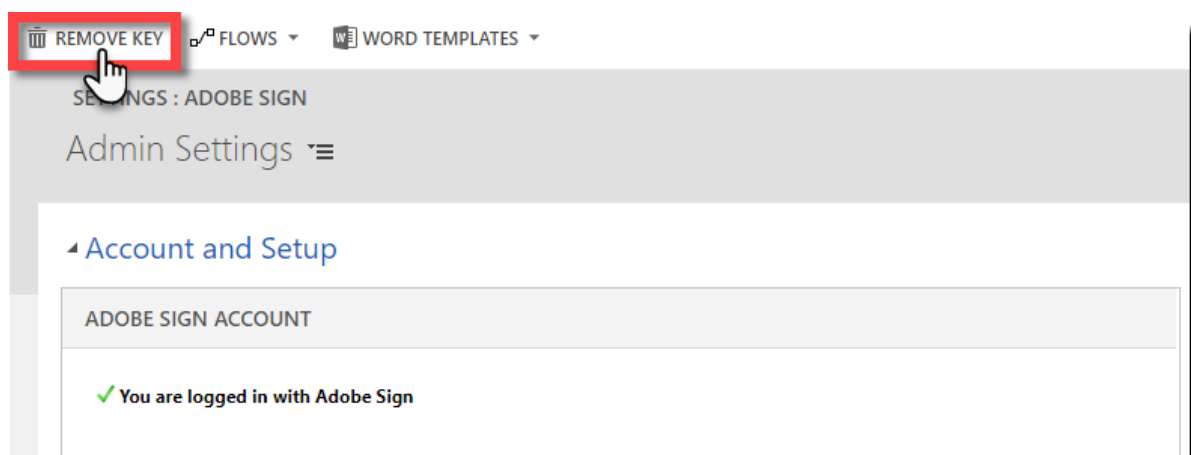 REMOVE KEY FLOWS WORD TEMPLATES
SETTINGS : ADOBE SIGN
Admin Settings
Account and Setup
ADOBE SIGN ACCOUNT
You are logged in with Adobe Sign